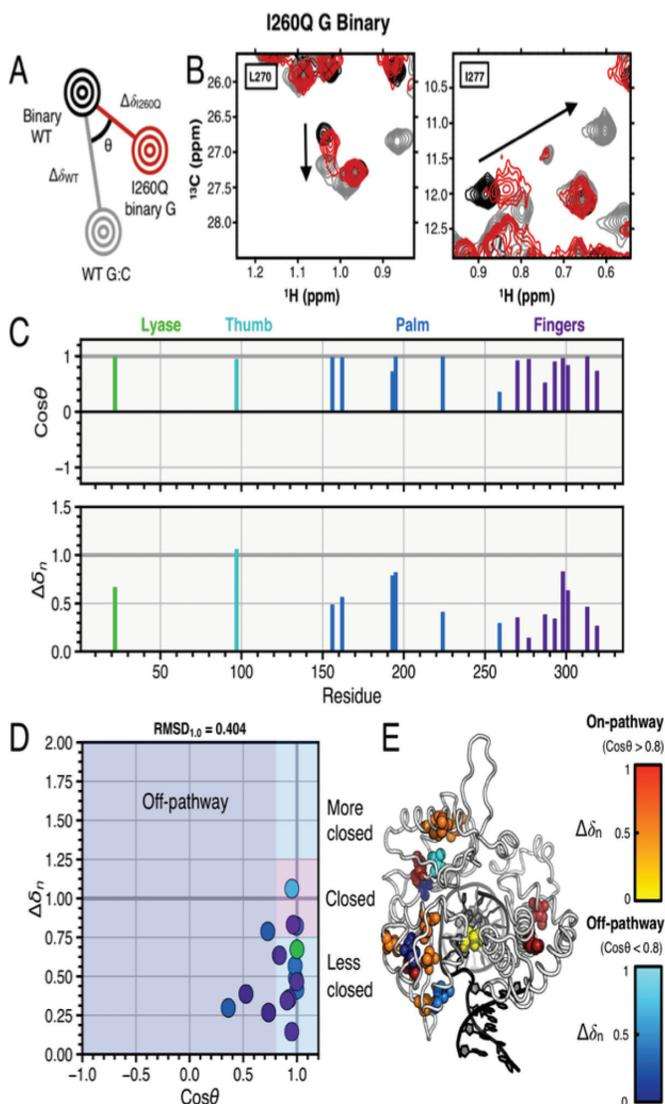 I260Q G Binary
A
Binary
WT
Δδ_I260Q
θ
Δδ_WT
I260Q
binary G
WT G:C
B
L270
26.0
26.5
27.0
27.5
28.0
¹³C (ppm)
1.2 1.1 1.0 0.9
¹H (ppm)
I277
10.5
11.0
11.5
12.0
12.5
0.9 0.8 0.7 0.6
¹H (ppm)
C
Lyase Thumb Palm Fingers
1
0
−1
Cosθ
1.5
1.0
0.5
0.0
Δδₙ
50 100 150 200 250 300
Residue
D
RMSD₁.₀ = 0.404
2.00
1.75
1.50
1.25
1.00
0.75
0.50
0.25
0.00
Δδₙ
Off-pathway
−1.0 −0.5 0.0 0.5 1.0
Cosθ
More
closed
Closed
Less
closed
E
On-pathway
(Cosθ > 0.8)
1
Δδn 0.5
0
Off-pathway
(Cosθ < 0.8)
1
Δδn 0.5
0